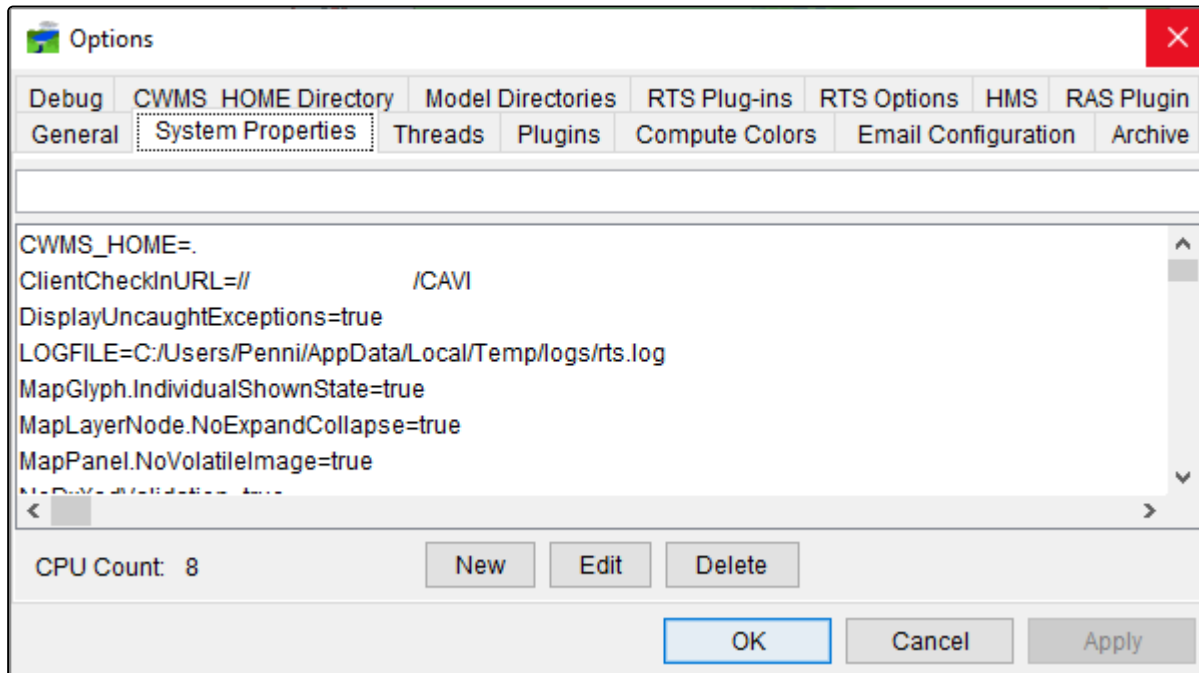 Options
Debug CWMS_HOME Directory Model Directories RTS Plug-ins RTS Options HMS RAS Plugin
General System Properties Threads Plugins Compute Colors Email Configuration Archive
CWMS_HOME=.
ClientCheckInURL=// /CAVI
DisplayUncaughtExceptions=true
LOGFILE=C:/Users/Penni/AppData/Local/Temp/logs/rts.log
MapGlyph.IndividualShownState=true
MapLayerNode.NoExpandCollapse=true
MapPanel.NoVolatileImage=true
CPU Count: 8 New Edit Delete
OK Cancel Apply